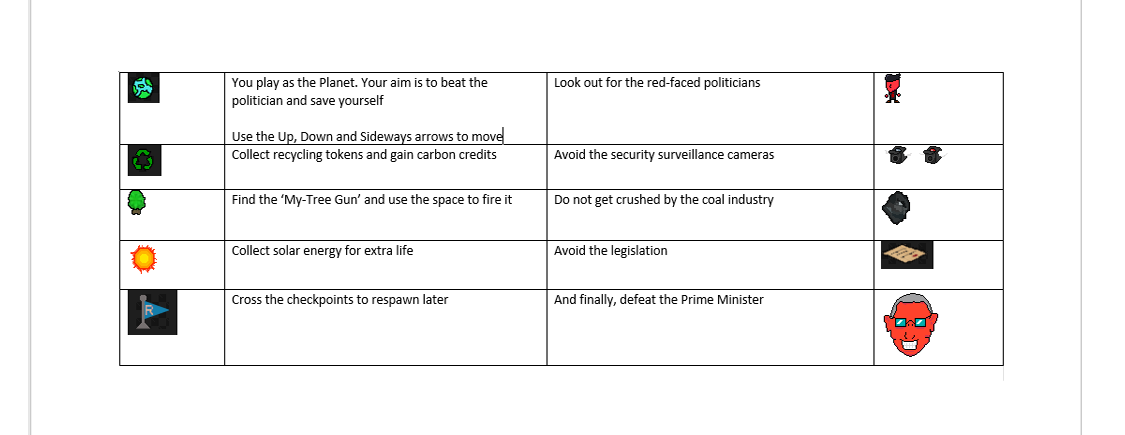 You play as the Planet. Your aim is to beat the
politician and save yourself
Use the Up, Down and Sideways arrows to move
Look out for the red-faced politicians
Collect recycling tokens and gain carbon credits
Avoid the security surveillance cameras
Find the ‘My-Tree Gun’ and use the space to fire it
Do not get crushed by the coal industry
Collect solar energy for extra life
Avoid the legislation
R
Cross the checkpoints to respawn later
And finally, defeat the Prime Minister